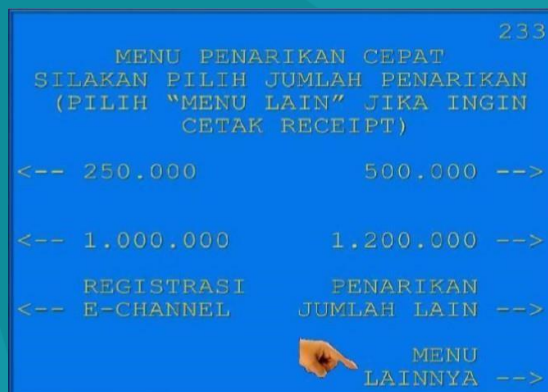 233
MENU PENARIKAN CEPAT
SILAKAN PILIH JUMLAH PENARIKAN
(PILIH “MENU LAIN” JIKA INGIN
CETAK RECEIPT)
<-- 250.000 500.000 -->
<-- 1.000.000 1.200.000 -->
REGISTRASI PENARIKAN
<-- E-CHANNEL JUMLAH LAIN -->
MENU
LAINNYA -->